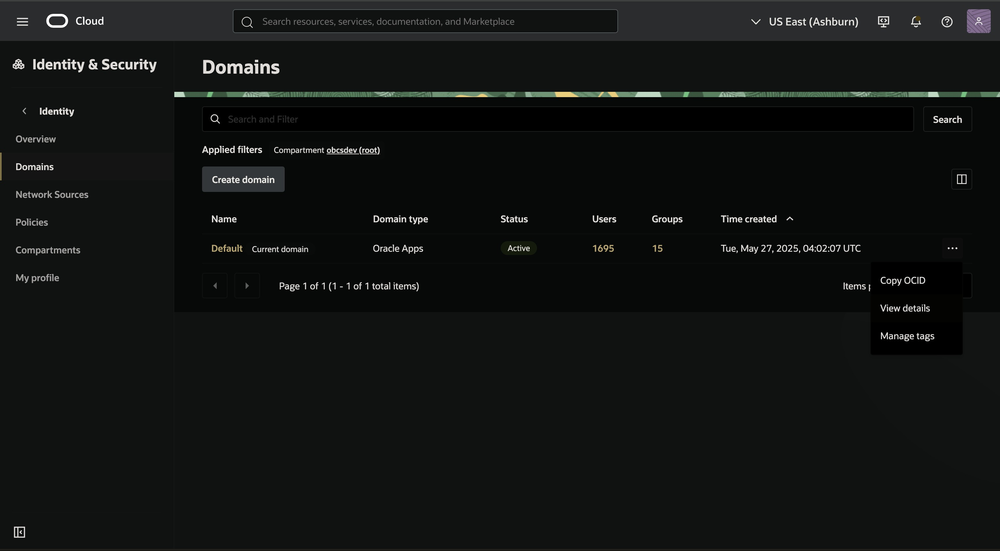 Cloud
Search resources, services, documentation, and Marketplace
US East (Ashburn)
Identity & Security
Identity
Overview
Domains
Network Sources
Policies
Compartments
My profile
Domains
Search and Filter
Search
Applied filters Compartment obcsdev (root)
Create domain
Name Domain type Status Users Groups Time created
Default Current domain Oracle Apps Active 1695 15 Tue, May 27, 2025, 04:02:07 UTC
Page 1 of 1 (1 - 1 of 1 total items) Items
Copy OCID
View details
Manage tags